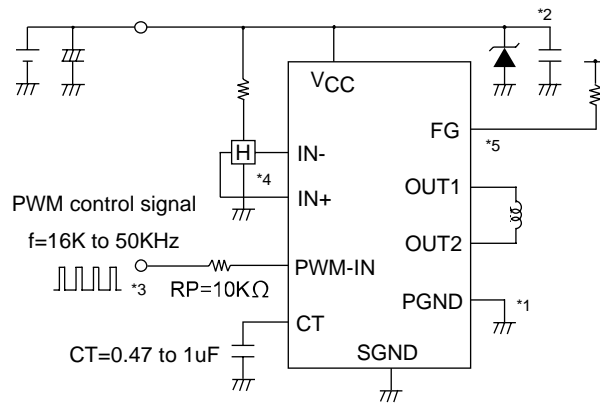 *2
VCC
FG
*5
H
IN-
*4
IN+
OUT1
PWM control signal
f=16K to 50KHz
OUT2
*3
RP=10KΩ
PWM-IN
PGND
*1
CT
CT=0.47 to 1uF
SGND